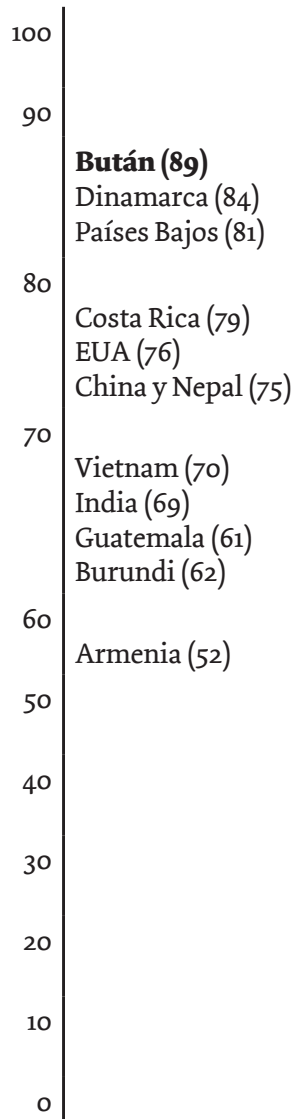 100
90
Bután (89)
Dinamarca (84)
Países Bajos (81)
80
Costa Rica (79)
EUA (76)
China y Nepal (75)
70
Vietnam (70)
India (69)
Guatemala (61)
Burundi (62)
60
Armenia (52)
50
40
30
20
10
0